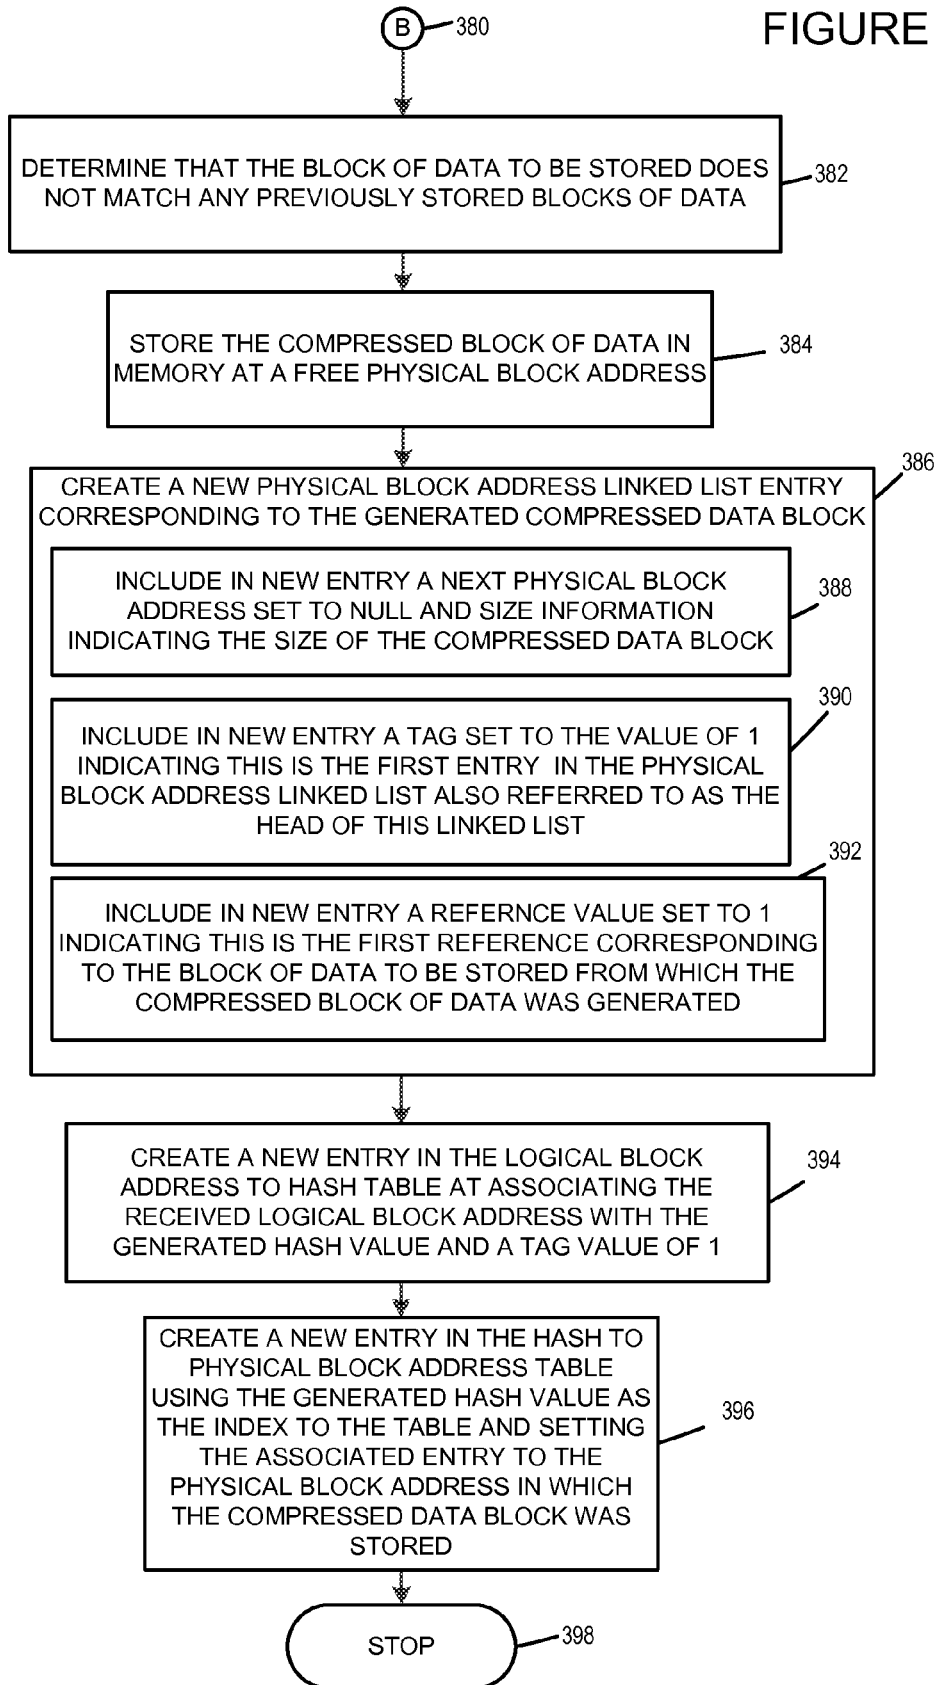 B
380
FIGURE
DETERMINE THAT THE BLOCK OF DATA TO BE STORED DOES
NOT MATCH ANY PREVIOUSLY STORED BLOCKS OF DATA
382
STORE THE COMPRESSED BLOCK OF DATA IN
MEMORY AT A FREE PHYSICAL BLOCK ADDRESS
384
386
CREATE A NEW PHYSICAL BLOCK ADDRESS LINKED LIST ENTRY
CORRESPONDING TO THE GENERATED COMPRESSED DATA BLOCK
INCLUDE IN NEW ENTRY A NEXT PHYSICAL BLOCK
ADDRESS SET TO NULL AND SIZE INFORMATION
INDICATING THE SIZE OF THE COMPRESSED DATA BLOCK
388
390
INCLUDE IN NEW ENTRY A TAG SET TO THE VALUE OF 1
INDICATING THIS IS THE FIRST ENTRY IN THE PHYSICAL
BLOCK ADDRESS LINKED LIST ALSO REFERRED TO AS THE
HEAD OF THIS LINKED LIST
392
INCLUDE IN NEW ENTRY A REFERNCE VALUE SET TO 1
INDICATING THIS IS THE FIRST REFERENCE CORRESPONDING
TO THE BLOCK OF DATA TO BE STORED FROM WHICH THE
COMPRESSED BLOCK OF DATA WAS GENERATED
CREATE A NEW ENTRY IN THE LOGICAL BLOCK
ADDRESS TO HASH TABLE AT ASSOCIATING THE
RECEIVED LOGICAL BLOCK ADDRESS WITH THE
GENERATED HASH VALUE AND A TAG VALUE OF 1
394
CREATE A NEW ENTRY IN THE HASH TO
PHYSICAL BLOCK ADDRESS TABLE
USING THE GENERATED HASH VALUE AS
THE INDEX TO THE TABLE AND SETTING
THE ASSOCIATED ENTRY TO THE
PHYSICAL BLOCK ADDRESS IN WHICH
THE COMPRESSED DATA BLOCK WAS
STORED
396
STOP
398